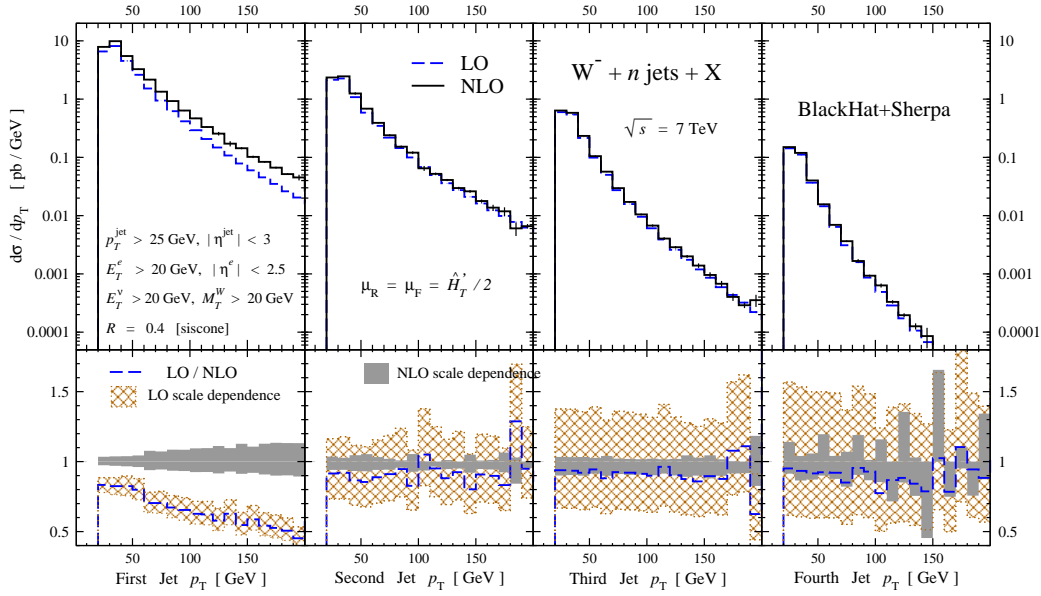 50 100 150 50 100 150 50 100 150 50 100 150
10
1
0.1
0.01
0.001
0.0001
dσ / dp_T [ pb / GeV ]
p_T^jet > 25 GeV, | η^jet | < 3
E_T^e > 20 GeV, | η^e | < 2.5
E_T^ν > 20 GeV, M_T^W > 20 GeV
R = 0.4 [siscone]
LO
NLO
μ_R = μ_F = Ĥ_T' / 2
W^- + n jets + X
√s = 7 TeV
BlackHat+Sherpa
10
1
0.1
0.01
0.001
0.0001
1.5
1
0.5
LO / NLO
LO scale dependence
NLO scale dependence
1.5
1
0.5
50 100 150 50 100 150 50 100 150 50 100 150
First Jet p_T [ GeV ]
Second Jet p_T [ GeV ]
Third Jet p_T [ GeV ]
Fourth Jet p_T [ GeV ]